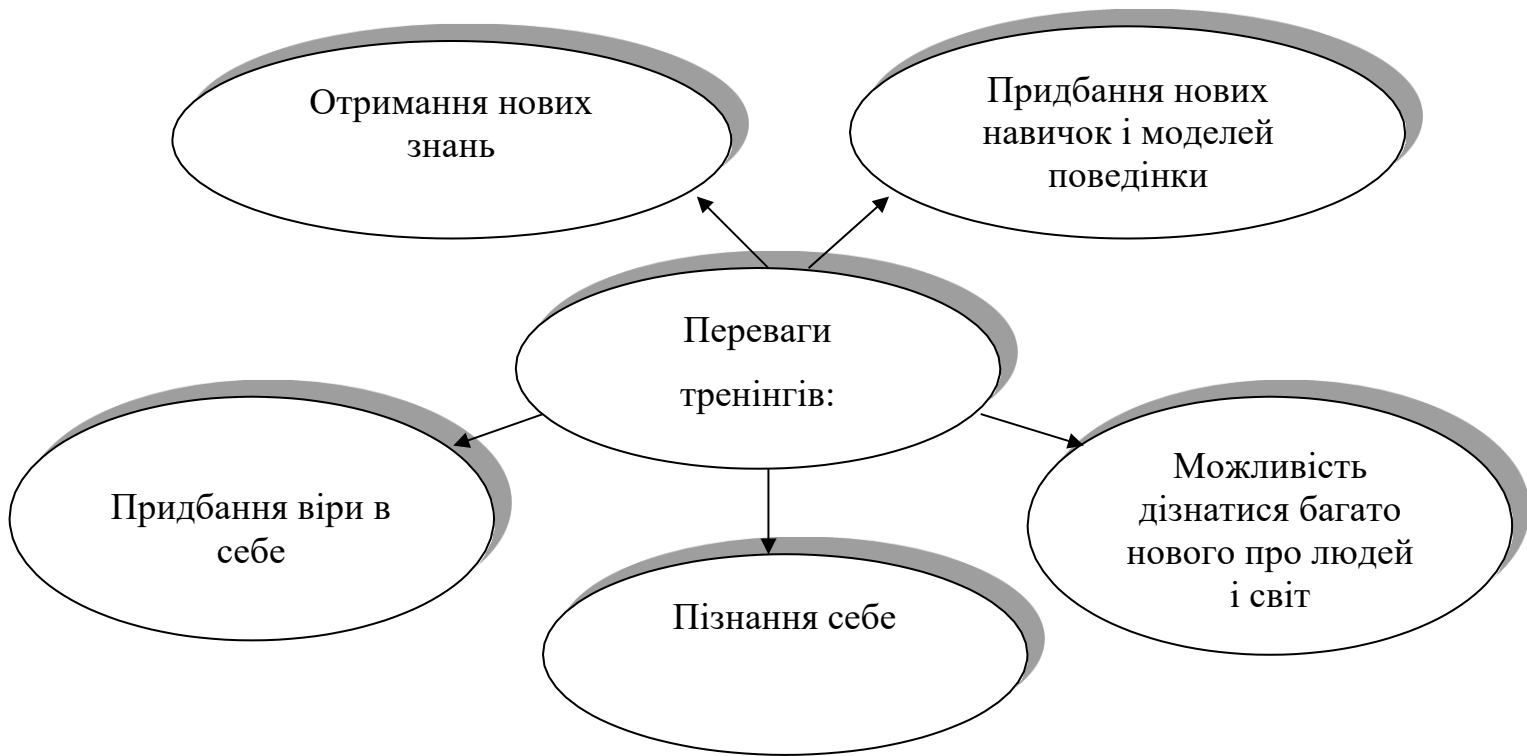 Отримання нових
знань
Придбання нових
навичок і моделей
поведінки
Переваги
тренінгів:
Придбання віри в
себе
Пізнання себе
Можливість
дізнатися багато
нового про людей
і світ